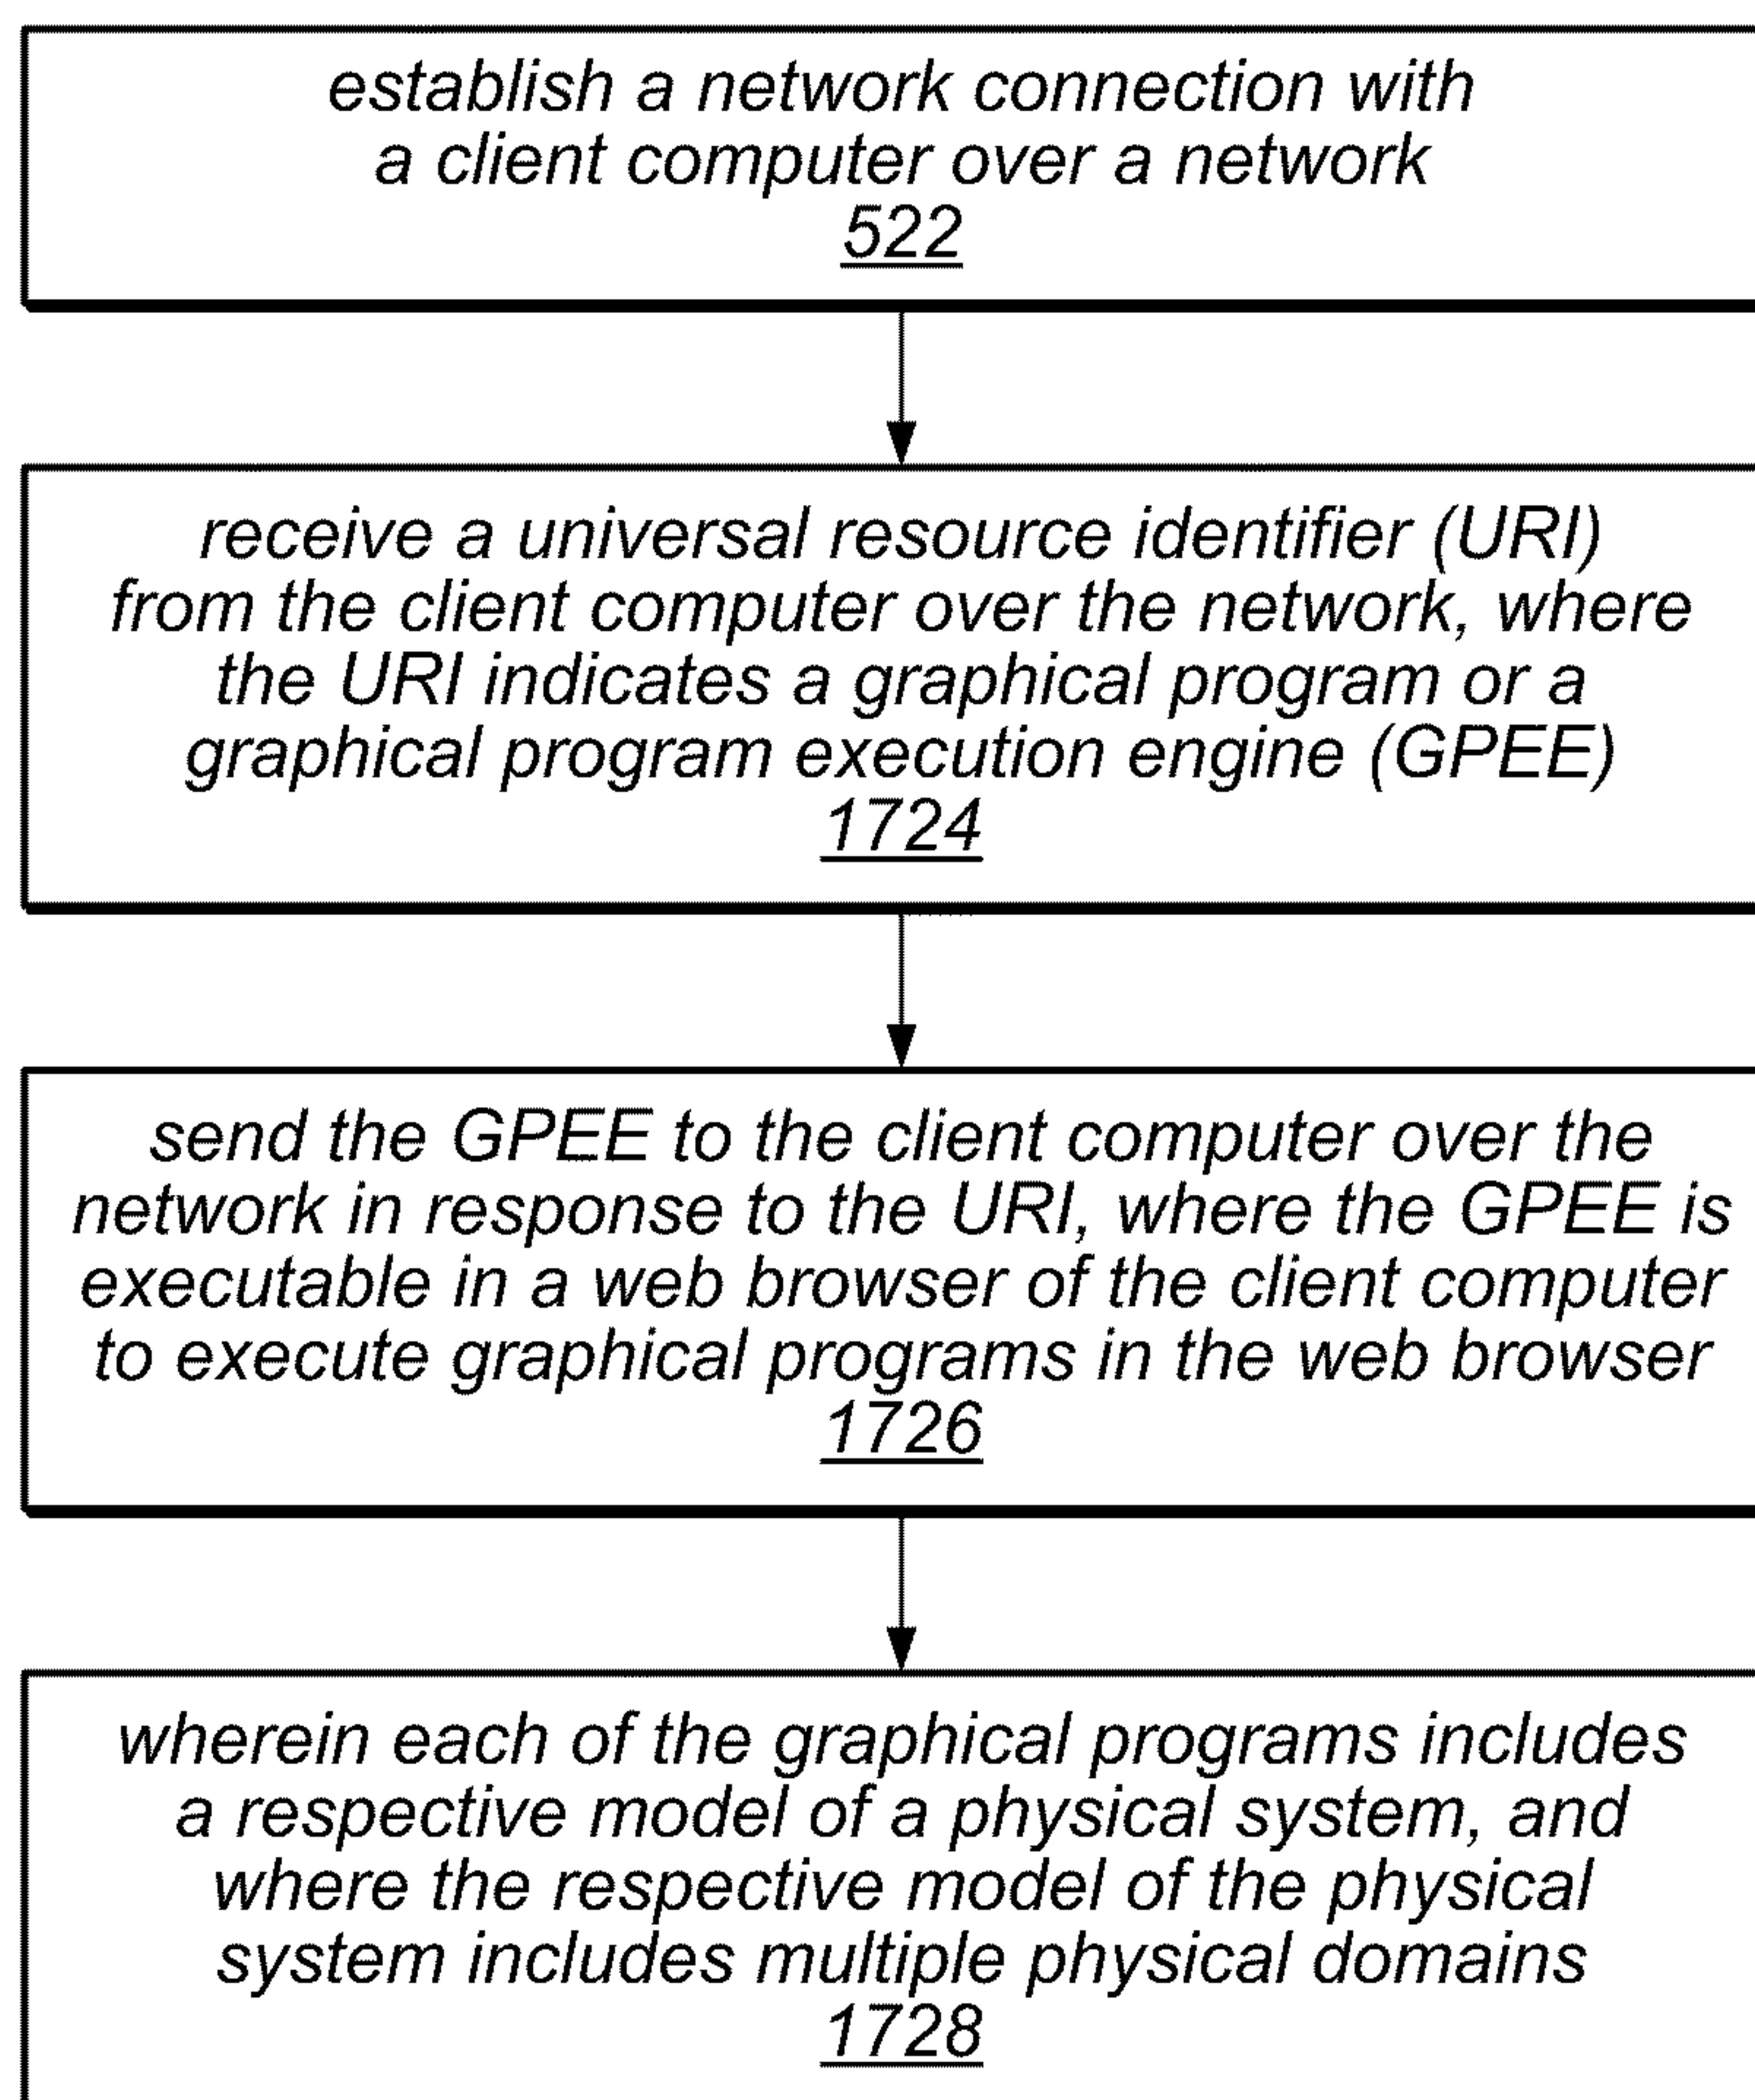 establish a network connection with
a client computer over a network
522
receive a universal resource identifier (URI)
from the client computer over the network, where
the URI indicates a graphical program or a
graphical program execution engine (GPEE)
1724
send the GPEE to the client computer over the
network in response to the URI, where the GPEE is
executable in a web browser of the client computer
to execute graphical programs in the web browser
1726
wherein each of the graphical programs includes
a respective model of a physical system, and
where the respective model of the physical
system includes multiple physical domains
1728